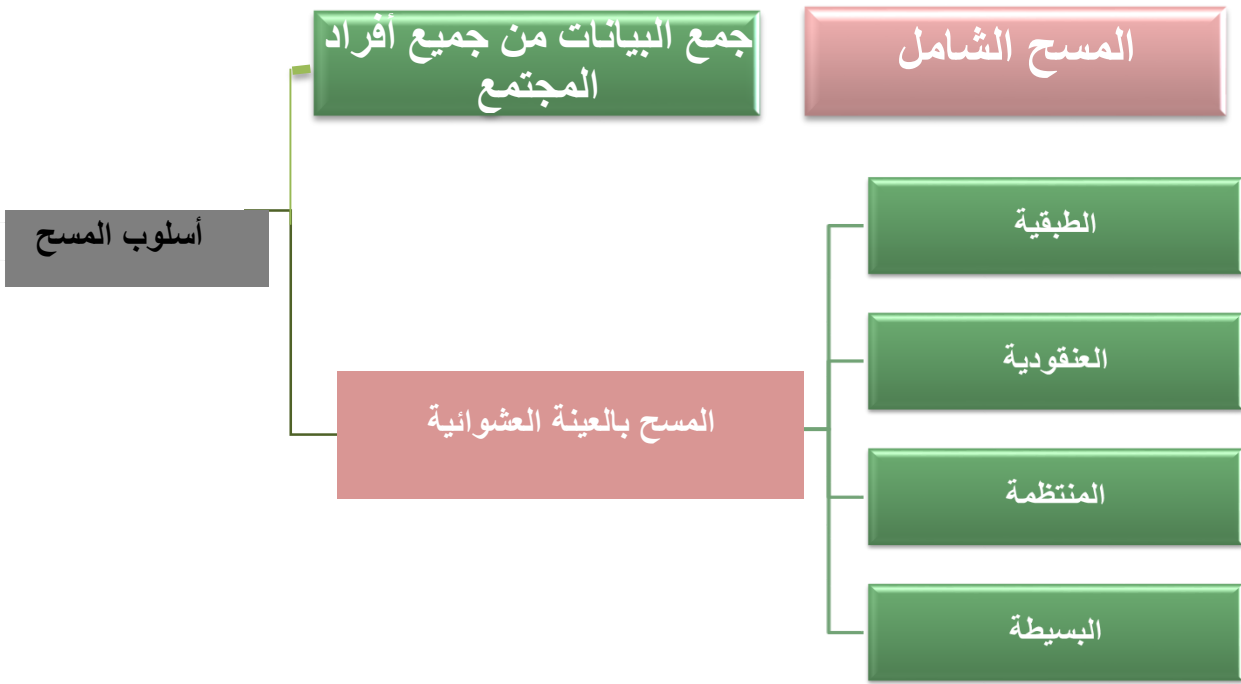 المسح الشامل
جمع البيانات من جميع أفراد
المجتمع
أسلوب المسح
المسح بالعينة العشوائية
الطبقية
العنقودية
المنتظمة
البسيطة